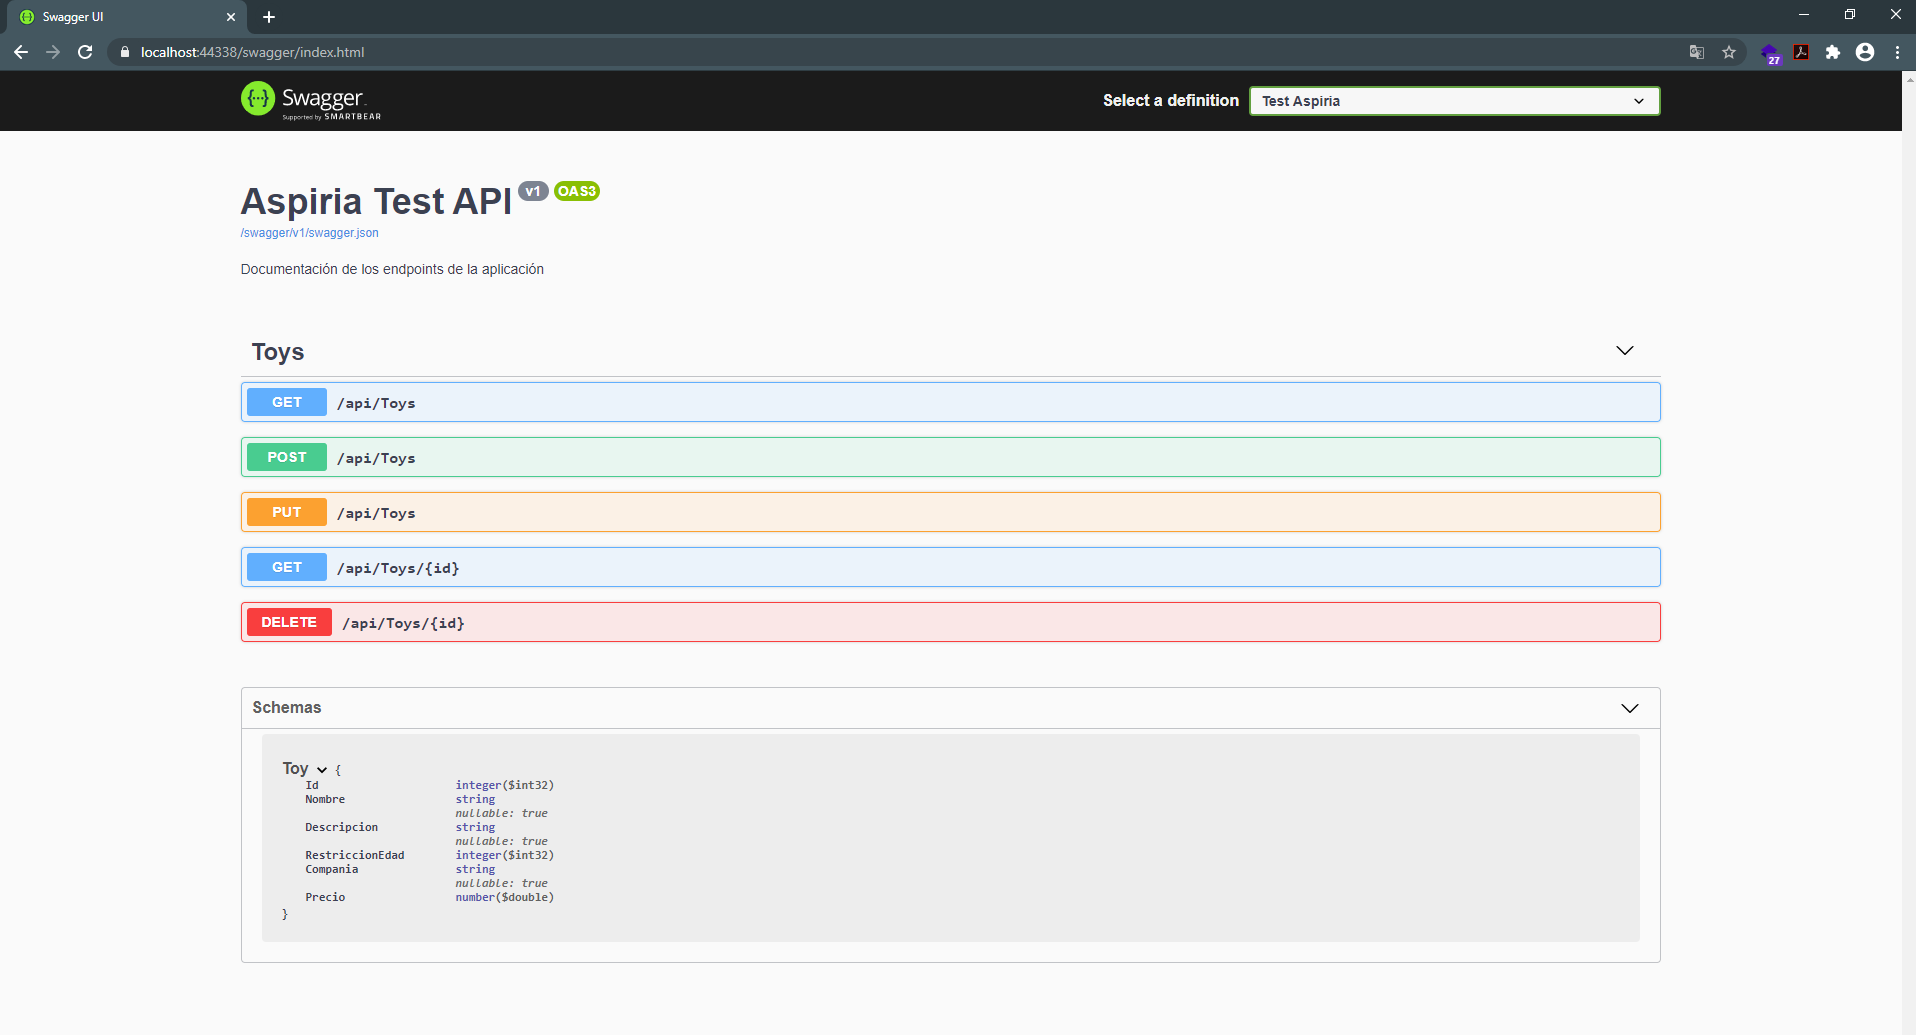 Swagger UI
localhost:44338/swagger/index.html
27
Swagger
Supported by SMARTBEAR
Select a definition
Test Aspiria
Aspiria Test API v1 OAS3
/swagger/v1/swagger.json
Documentación de los endpoints de la aplicación
Toys
GET /api/Toys
POST /api/Toys
PUT /api/Toys
GET /api/Toys/{id}
DELETE /api/Toys/{id}
Schemas
Toy {
Id integer($int32)
Nombre string
nullable: true
Descripcion string
nullable: true
RestriccionEdad integer($int32)
Compania string
nullable: true
Precio number($double)
}